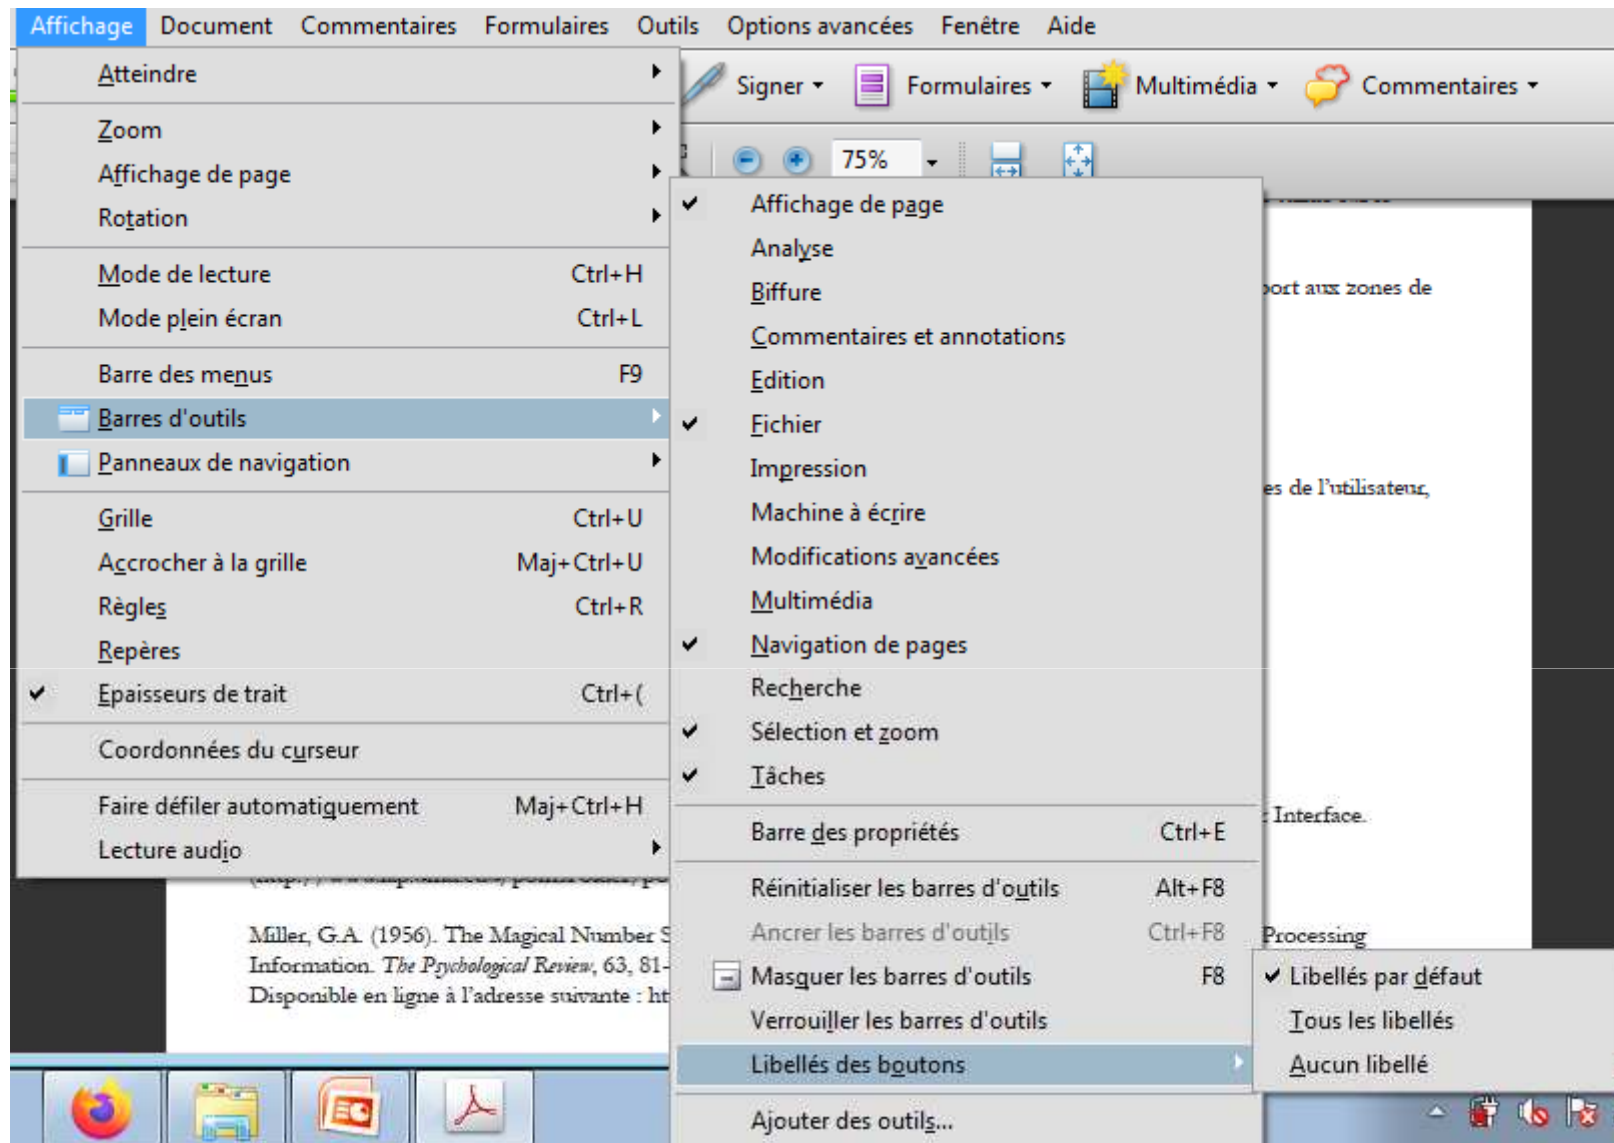 Affichage Document Commentaires Formulaires Outils Options avancées Fenêtre Aide
Signer Formulaires Multimédia Commentaires
75%
Atteindre
Zoom
Affichage de page
Rotation
Mode de lecture Ctrl+H
Mode plein écran Ctrl+L
Barre des menus F9
Barres d'outils
Panneaux de navigation
Grille Ctrl+U
Accrocher à la grille Maj+Ctrl+U
Règles Ctrl+R
Repères
Epaisseurs de trait Ctrl+(
Coordonnées du curseur
Faire défiler automatiquement Maj+Ctrl+H
Lecture audio
Affichage de page
Analyse
Biffure
Commentaires et annotations
Edition
Fichier
Impression
Machine à écrire
Modifications avancées
Multimédia
Navigation de pages
Recherche
Sélection et zoom
Tâches
Barre des propriétés Ctrl+E
Réinitialiser les barres d'outils Alt+F8
Ancrer les barres d'outils Ctrl+F8
Masquer les barres d'outils F8
Verrouiller les barres d'outils
Libellés des boutons
Ajouter des outils...
Libellés par défaut
Tous les libellés
Aucun libellé
port aux zones de
es de l'utilisateur,
Interface.
Miller, G.A. (1956). The Magical Number S
Processing
Information. The Psychological Review, 63, 81-
Disponible en ligne à l'adresse suivante : ht